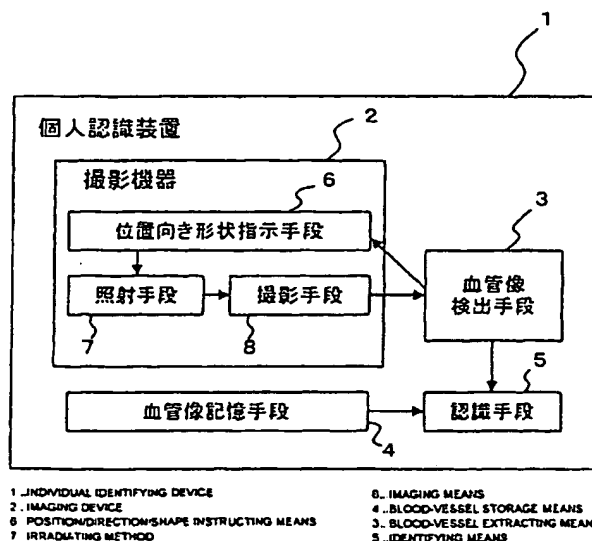 1
個人認識装置
2
撮影機器
6
位置向き形状指示手段
3
照射手段
撮影手段
血管像
検出手段
7
8
5
血管像記憶手段
認識手段
4
1 ...INDIVIDUAL IDENTIFYING DEVICE
2 . IMAGING DEVICE
6 POSITION/DIRECTION/SHAPE INSTRUCTING MEANS
7 IRRADIATING METHOD
8.. IMAGING MEANS
4 ..BLOOD-VESSEL STORAGE MEANS
3.. BLOOD-VESSEL EXTRACTING MEAN
5 ..IDENTIFYING MEANS